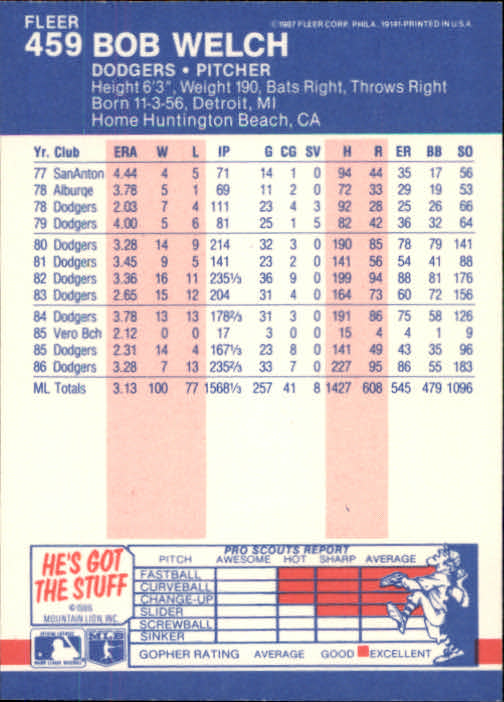 FLEER
©1987 FLEER CORP. PHILA. 19141-PRINTED IN U.S.A.
459 BOB WELCH
DODGERS • PITCHER
Height 6'3", Weight 190, Bats Right, Throws Right
Born 11-3-56, Detroit, MI
Home Huntington Beach, CA
Yr. Club ERA W L IP G CG SV H R ER BB SO
77 SanAnton 4.44 4 5 71 14 1 0 94 44 35 17 56
78 Alburqe 3.78 5 1 69 11 2 0 72 33 29 19 53
78 Dodgers 2.03 7 4 111 23 4 3 92 28 25 26 66
79 Dodgers 4.00 5 6 81 25 1 5 82 42 36 32 64
80 Dodgers 3.28 14 9 214 32 3 0 190 85 78 79 141
81 Dodgers 3.45 9 5 141 23 2 0 141 56 54 41 88
82 Dodgers 3.36 16 11 235⅓ 36 9 0 199 94 88 81 176
83 Dodgers 2.65 15 12 204 31 4 0 164 73 60 72 156
84 Dodgers 3.78 13 13 178⅔ 31 3 0 191 86 75 58 126
85 Vero Bch 2.12 0 0 17 3 0 0 15 4 4 1 9
85 Dodgers 2.31 14 4 167⅓ 23 8 0 141 49 43 35 96
86 Dodgers 3.28 7 13 235⅔ 33 7 0 227 95 86 55 183
ML Totals 3.13 100 77 1568⅓ 257 41 8 1427 608 545 479 1096
HE'S GOT
THE STUFF
©1986
MOUNTAIN LION, INC.
MLB
PRO SCOUTS REPORT
PITCH AWESOME HOT SHARP AVERAGE
FASTBALL
CURVEBALL
CHANGE-UP
SLIDER
SCREWBALL
SINKER
GOPHER RATING AVERAGE GOOD EXCELLENT